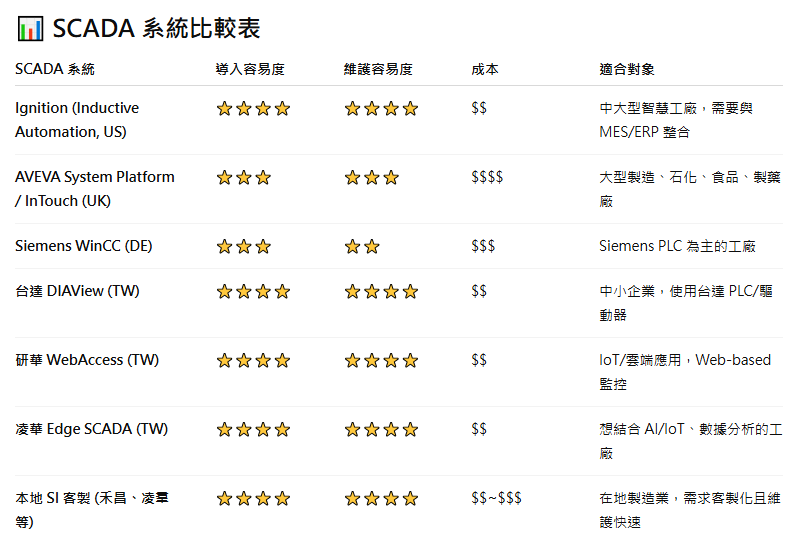 📊 SCADA 系統比較表
SCADA 系統 導入容易度 維護容易度 成本 適合對象
Ignition (Inductive Automation, US) ⭐⭐⭐⭐ ⭐⭐⭐⭐ $$ 中大型智慧工廠，需要與 MES/ERP 整合
AVEVA System Platform / InTouch (UK) ⭐⭐⭐ ⭐⭐⭐ $$$$ 大型製造、石化、食品、製藥廠
Siemens WinCC (DE) ⭐⭐⭐ ⭐⭐ $$$ Siemens PLC 為主的工廠
台達 DIAView (TW) ⭐⭐⭐⭐ ⭐⭐⭐⭐ $$ 中小企業，使用台達 PLC/驅動器
研華 WebAccess (TW) ⭐⭐⭐⭐ ⭐⭐⭐⭐ $$ IoT/雲端應用，Web-based 監控
凌華 Edge SCADA (TW) ⭐⭐⭐⭐ ⭐⭐⭐⭐ $$ 想結合 AI/IoT、數據分析的工廠
本地 SI 客製 (禾昌、凌羣等) ⭐⭐⭐⭐ ⭐⭐⭐⭐ $$~$$$ 在地製造業，需求客製化且維護快速